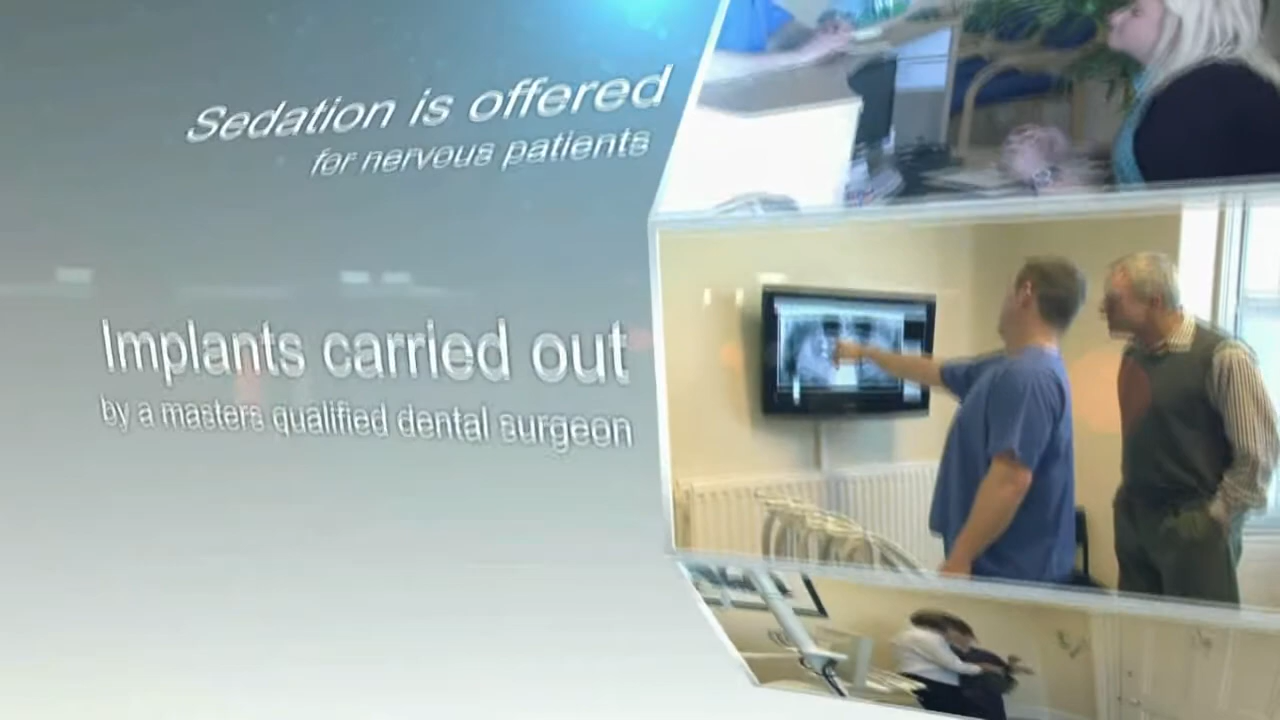 Sedation is offered
for nervous patients
Implants carried out
by a masters qualified dental surgeon